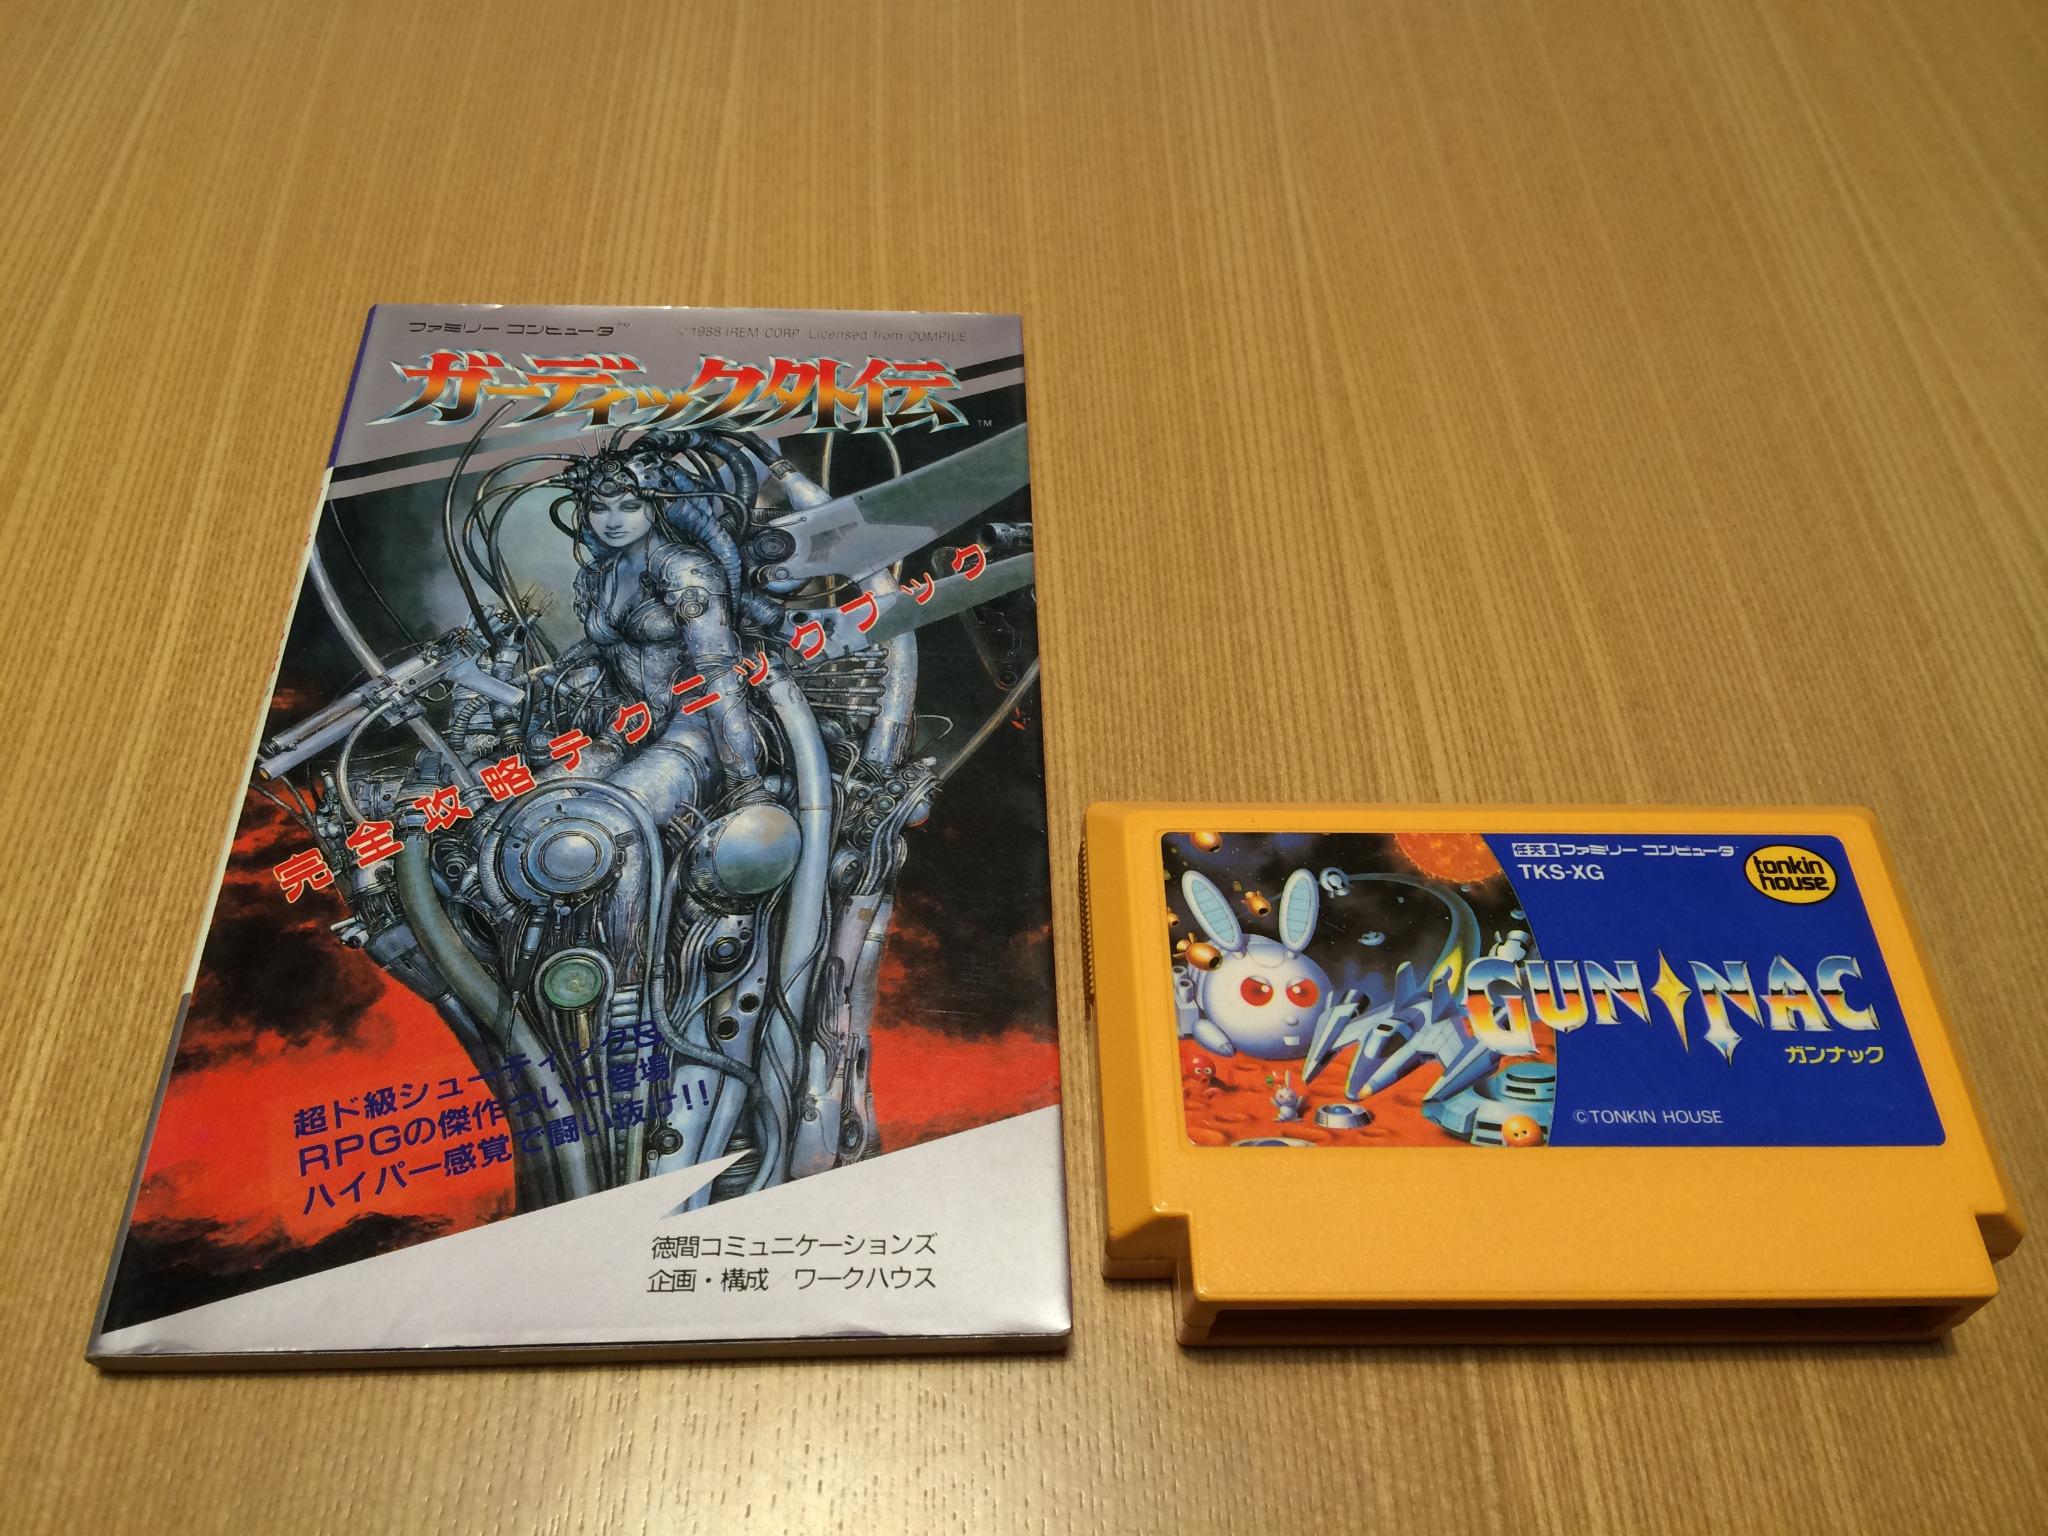 ファミリー コンピュータ™
©1988 IREM CORP Licensed from COMPILE
ガーディック外伝
TM
完全攻略テクニックブック
超ド級シューティング&
RPGの傑作ついに登場
ハイパー感覚で闘い抜け!!
徳間コミュニケーションズ
企画・構成 ワークハウス
任天堂 ファミリー コンピュータ™
TKS-XG
tonkin
house
GUN NAC
ガンナック
©TONKIN HOUSE